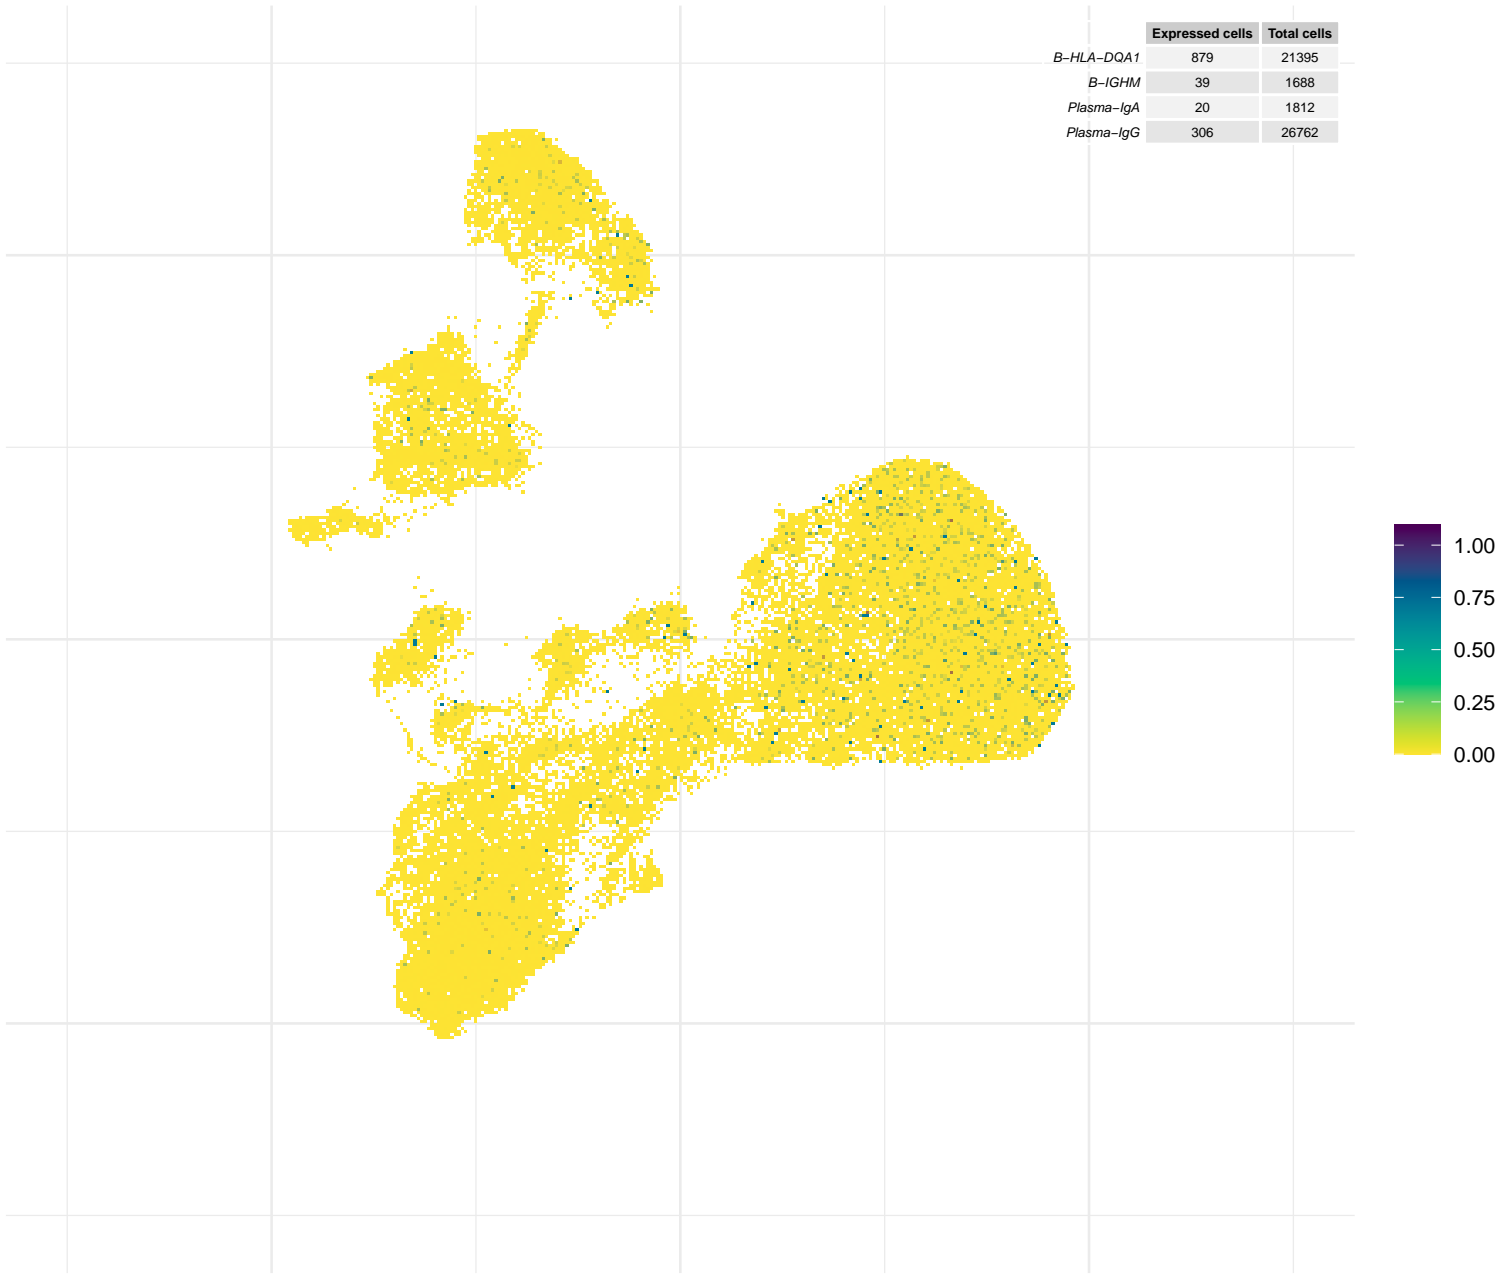 Expressed cells Total cells
B−HLA−DQA1 879 21395
B−IGHM 39 1688
Plasma−IgA 20 1812
Plasma−IgG 306 26762
1.00
0.75
0.50
0.25
0.00